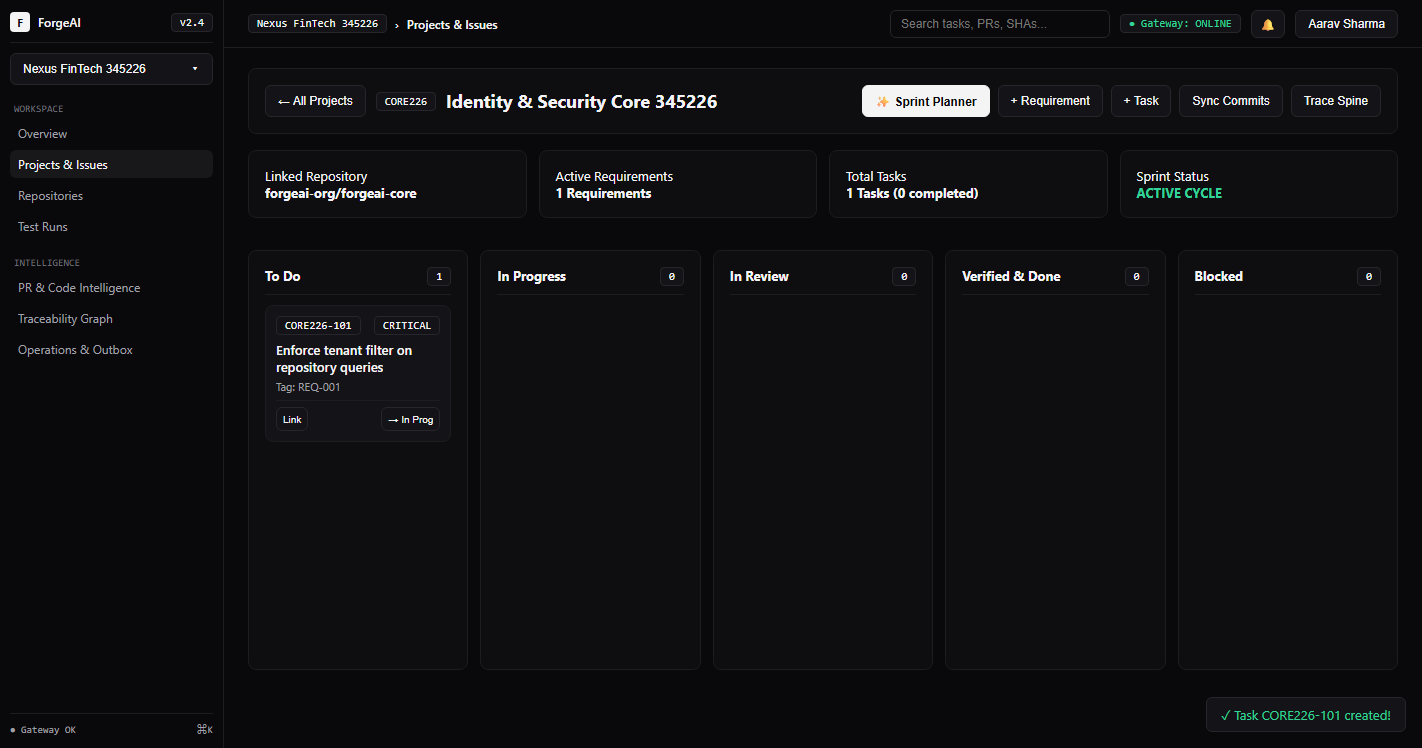 F ForgeAI v2.4
Nexus FinTech 345226 ▾
WORKSPACE
Overview
Projects & Issues
Repositories
Test Runs
INTELLIGENCE
PR & Code Intelligence
Traceability Graph
Operations & Outbox
● Gateway OK ⌘K
Nexus FinTech 345226 › Projects & Issues
Search tasks, PRs, SHAs...
● Gateway: ONLINE
Aarav Sharma
← All Projects CORE226 Identity & Security Core 345226
✨ Sprint Planner + Requirement + Task Sync Commits Trace Spine
Linked Repository
forgeai-org/forgeai-core
Active Requirements
1 Requirements
Total Tasks
1 Tasks (0 completed)
Sprint Status
ACTIVE CYCLE
To Do 1
CORE226-101 CRITICAL
Enforce tenant filter on
repository queries
Tag: REQ-001
Link → In Prog
In Progress 0
In Review 0
Verified & Done 0
Blocked 0
✓ Task CORE226-101 created!